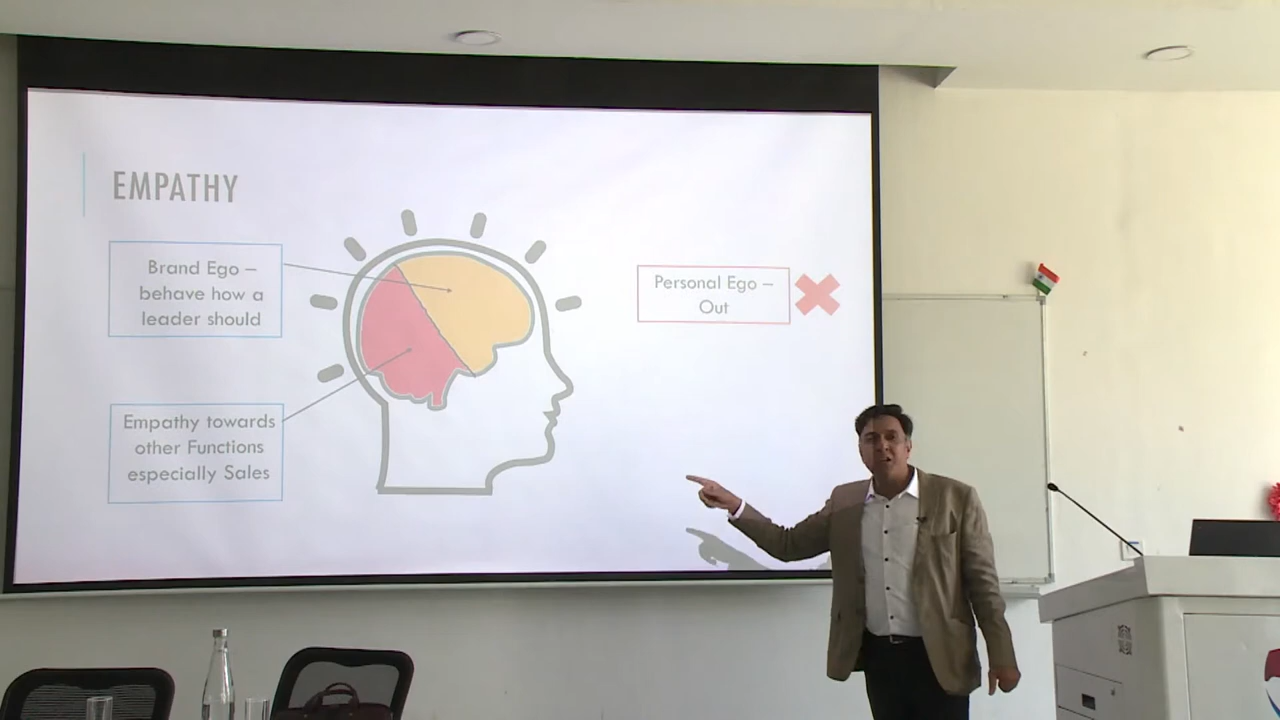 EMPATHY
Brand Ego –
behave how a
leader should
Personal Ego –
Out
Empathy towards
other Functions
especially Sales